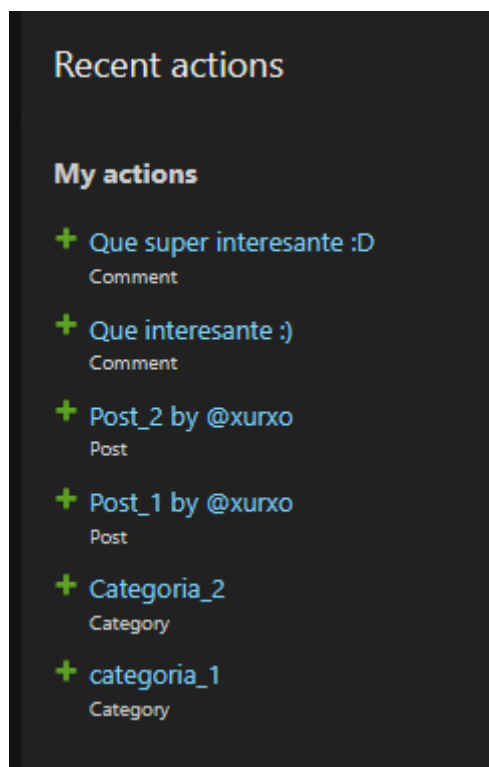 Recent actions
My actions
Que super interesante :D
Comment
Que interesante :)
Comment
Post_2 by @xurxo
Post
Post_1 by @xurxo
Post
Categoria_2
Category
categoria_1
Category